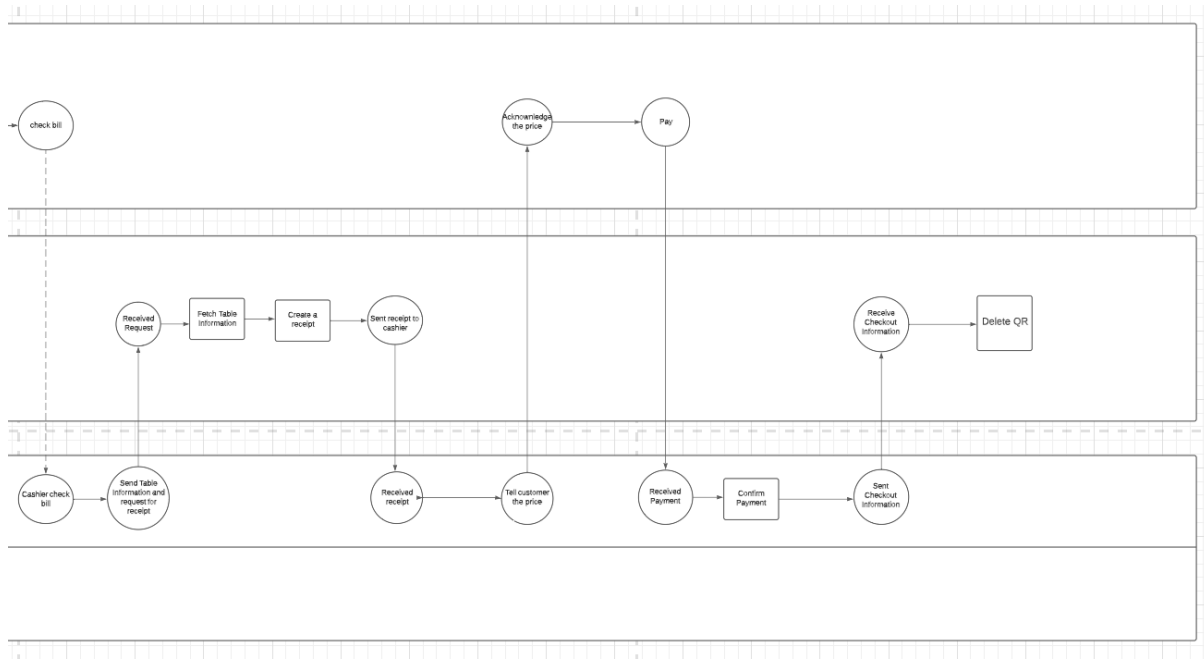 check bill
Acknowledge
the price
Pay
Received
Request
Fetch Table
Information
Create a
receipt
Sent receipt to
cashier
Receive
Checkout
Information
Delete QR
Cashier check
bill
Send Table
Information and
request for
receipt
Received
receipt
Tell customer
the price
Received
Payment
Confirm
Payment
Sent
Checkout
Information